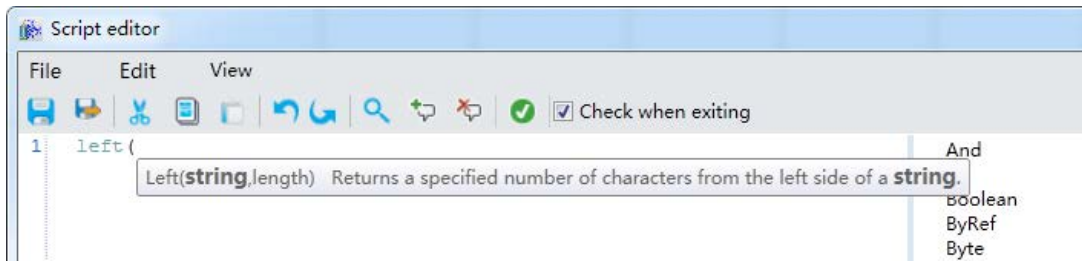 Script editor
File Edit View
Check when exiting
1 left( And
Left(string,length) Returns a specified number of characters from the left side of a string.
Boolean
ByRef
Byte